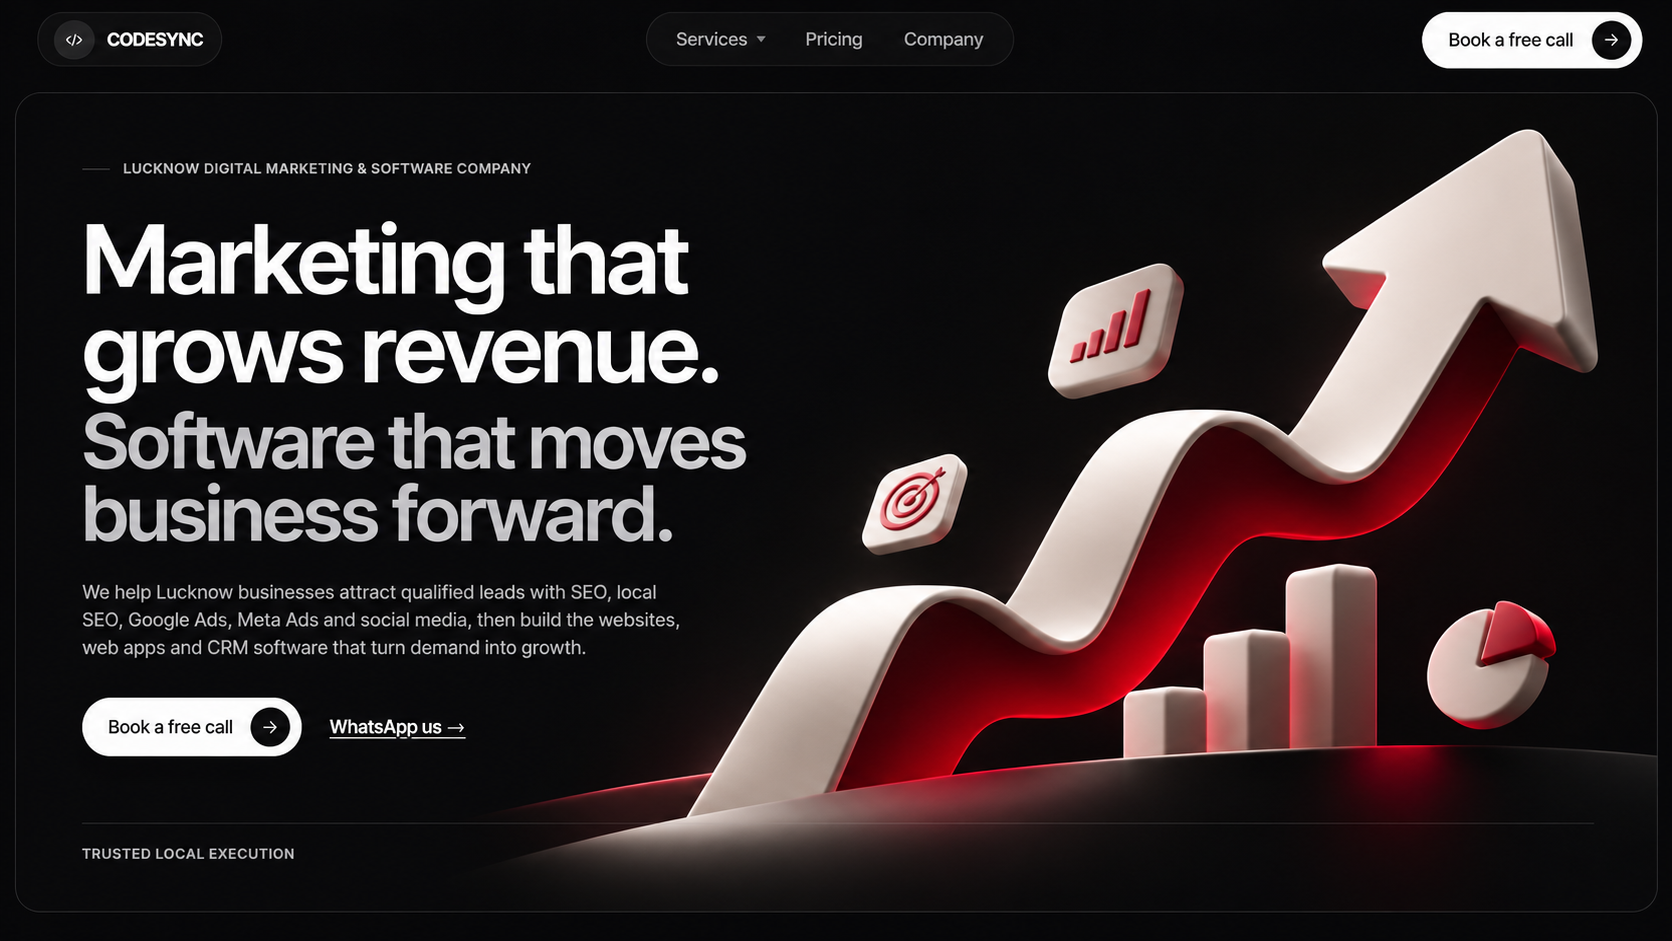 CODESYNC
Services
Pricing
Company
Book a free call →
LUCKNOW DIGITAL MARKETING & SOFTWARE COMPANY
Marketing that
grows revenue.
Software that moves
business forward.
We help Lucknow businesses attract qualified leads with SEO, local
SEO, Google Ads, Meta Ads and social media, then build the websites,
web apps and CRM software that turn demand into growth.
Book a free call →
WhatsApp us →
TRUSTED LOCAL EXECUTION